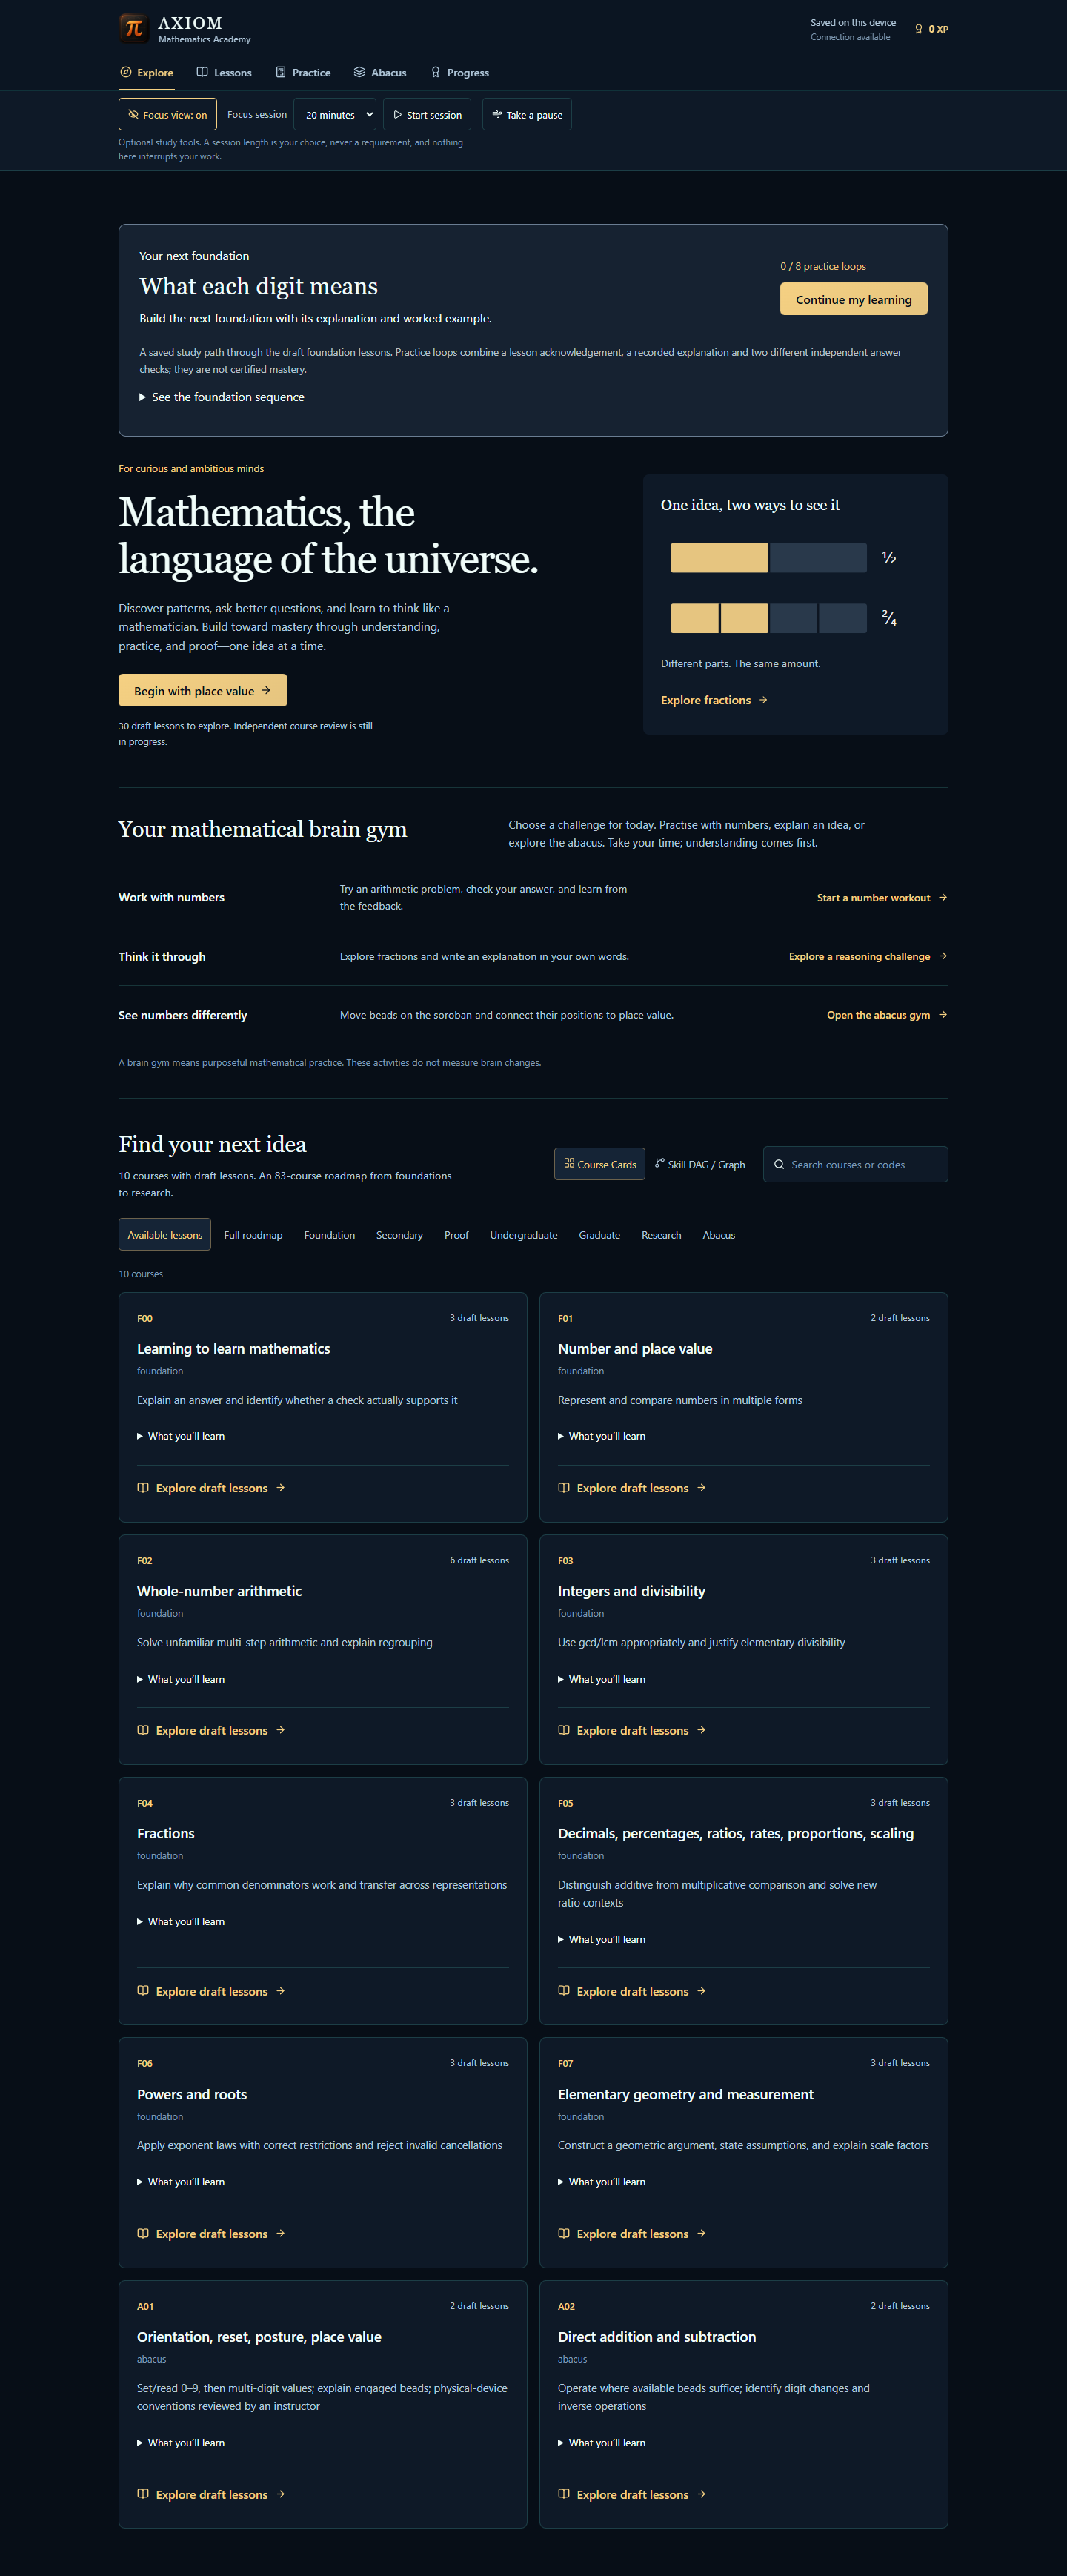 AXIOM
Mathematics Academy
Saved on this device
Connection available
0 XP
Explore
Lessons
Practice
Abacus
Progress
Focus view: on
Focus session
20 minutes
Start session
Take a pause
Optional study tools. A session length is your choice, never a requirement, and nothing
here interrupts your work.
Your next foundation
What each digit means
Build the next foundation with its explanation and worked example.
0 / 8 practice loops
Continue my learning
A saved study path through the draft foundation lessons. Practice loops combine a lesson acknowledgement, a recorded explanation and two different independent answer
checks; they are not certified mastery.
See the foundation sequence
For curious and ambitious minds
Mathematics, the
language of the universe.
Discover patterns, ask better questions, and learn to think like a
mathematician. Build toward mastery through understanding,
practice, and proof—one idea at a time.
Begin with place value
30 draft lessons to explore. Independent course review is still
in progress.
One idea, two ways to see it
½
2⁄4
Different parts. The same amount.
Explore fractions
Your mathematical brain gym
Choose a challenge for today. Practise with numbers, explain an idea, or
explore the abacus. Take your time; understanding comes first.
Work with numbers
Try an arithmetic problem, check your answer, and learn from
the feedback.
Start a number workout
Think it through
Explore fractions and write an explanation in your own words.
Explore a reasoning challenge
See numbers differently
Move beads on the soroban and connect their positions to place value.
Open the abacus gym
A brain gym means purposeful mathematical practice. These activities do not measure brain changes.
Find your next idea
10 courses with draft lessons. An 83-course roadmap from foundations
to research.
Course Cards
Skill DAG / Graph
Search courses or codes
Available lessons
Full roadmap
Foundation
Secondary
Proof
Undergraduate
Graduate
Research
Abacus
10 courses
F00
3 draft lessons
Learning to learn mathematics
foundation
Explain an answer and identify whether a check actually supports it
What you'll learn
Explore draft lessons
F01
2 draft lessons
Number and place value
foundation
Represent and compare numbers in multiple forms
What you'll learn
Explore draft lessons
F02
6 draft lessons
Whole-number arithmetic
foundation
Solve unfamiliar multi-step arithmetic and explain regrouping
What you'll learn
Explore draft lessons
F03
3 draft lessons
Integers and divisibility
foundation
Use gcd/lcm appropriately and justify elementary divisibility
What you'll learn
Explore draft lessons
F04
3 draft lessons
Fractions
foundation
Explain why common denominators work and transfer across representations
What you'll learn
Explore draft lessons
F05
3 draft lessons
Decimals, percentages, ratios, rates, proportions, scaling
foundation
Distinguish additive from multiplicative comparison and solve new
ratio contexts
What you'll learn
Explore draft lessons
F06
3 draft lessons
Powers and roots
foundation
Apply exponent laws with correct restrictions and reject invalid cancellations
What you'll learn
Explore draft lessons
F07
3 draft lessons
Elementary geometry and measurement
foundation
Construct a geometric argument, state assumptions, and explain scale factors
What you'll learn
Explore draft lessons
A01
2 draft lessons
Orientation, reset, posture, place value
abacus
Set/read 0–9, then multi-digit values; explain engaged beads; physical-device
conventions reviewed by an instructor
What you'll learn
Explore draft lessons
A02
2 draft lessons
Direct addition and subtraction
abacus
Operate where available beads suffice; identify digit changes and
inverse operations
What you'll learn
Explore draft lessons